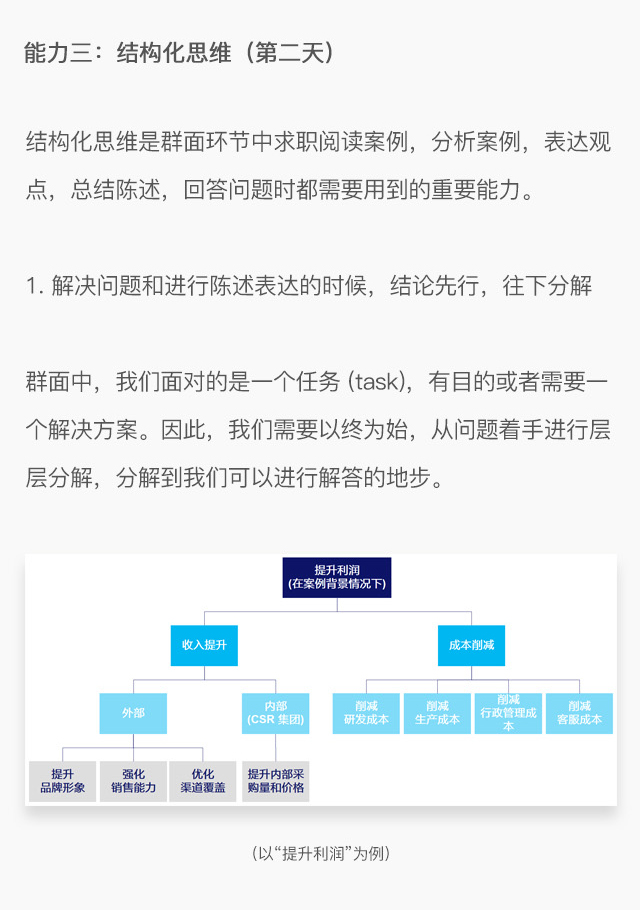 能力三：结构化思维（第二天）
结构化思维是群面环节中求职阅读案例，分析案例，表达观
点，总结陈述，回答问题时都需要用到的重要能力。
1. 解决问题和进行陈述表达的时候，结论先行，往下分解
群面中，我们面对的是一个任务 (task)，有目的或者需要一
个解决方案。因此，我们需要以终为始，从问题着手进行层
层分解，分解到我们可以进行解答的地步。
提升利润
(在案例背景情况下)
收入提升
成本削减
外部
内部
(CSR 集团)
削减
研发成本
削减
生产成本
削减
行政管理成
本
削减
客服成本
提升
品牌形象
强化
销售能力
优化
渠道覆盖
提升内部采
购量和价格
（以“提升利润”为例）